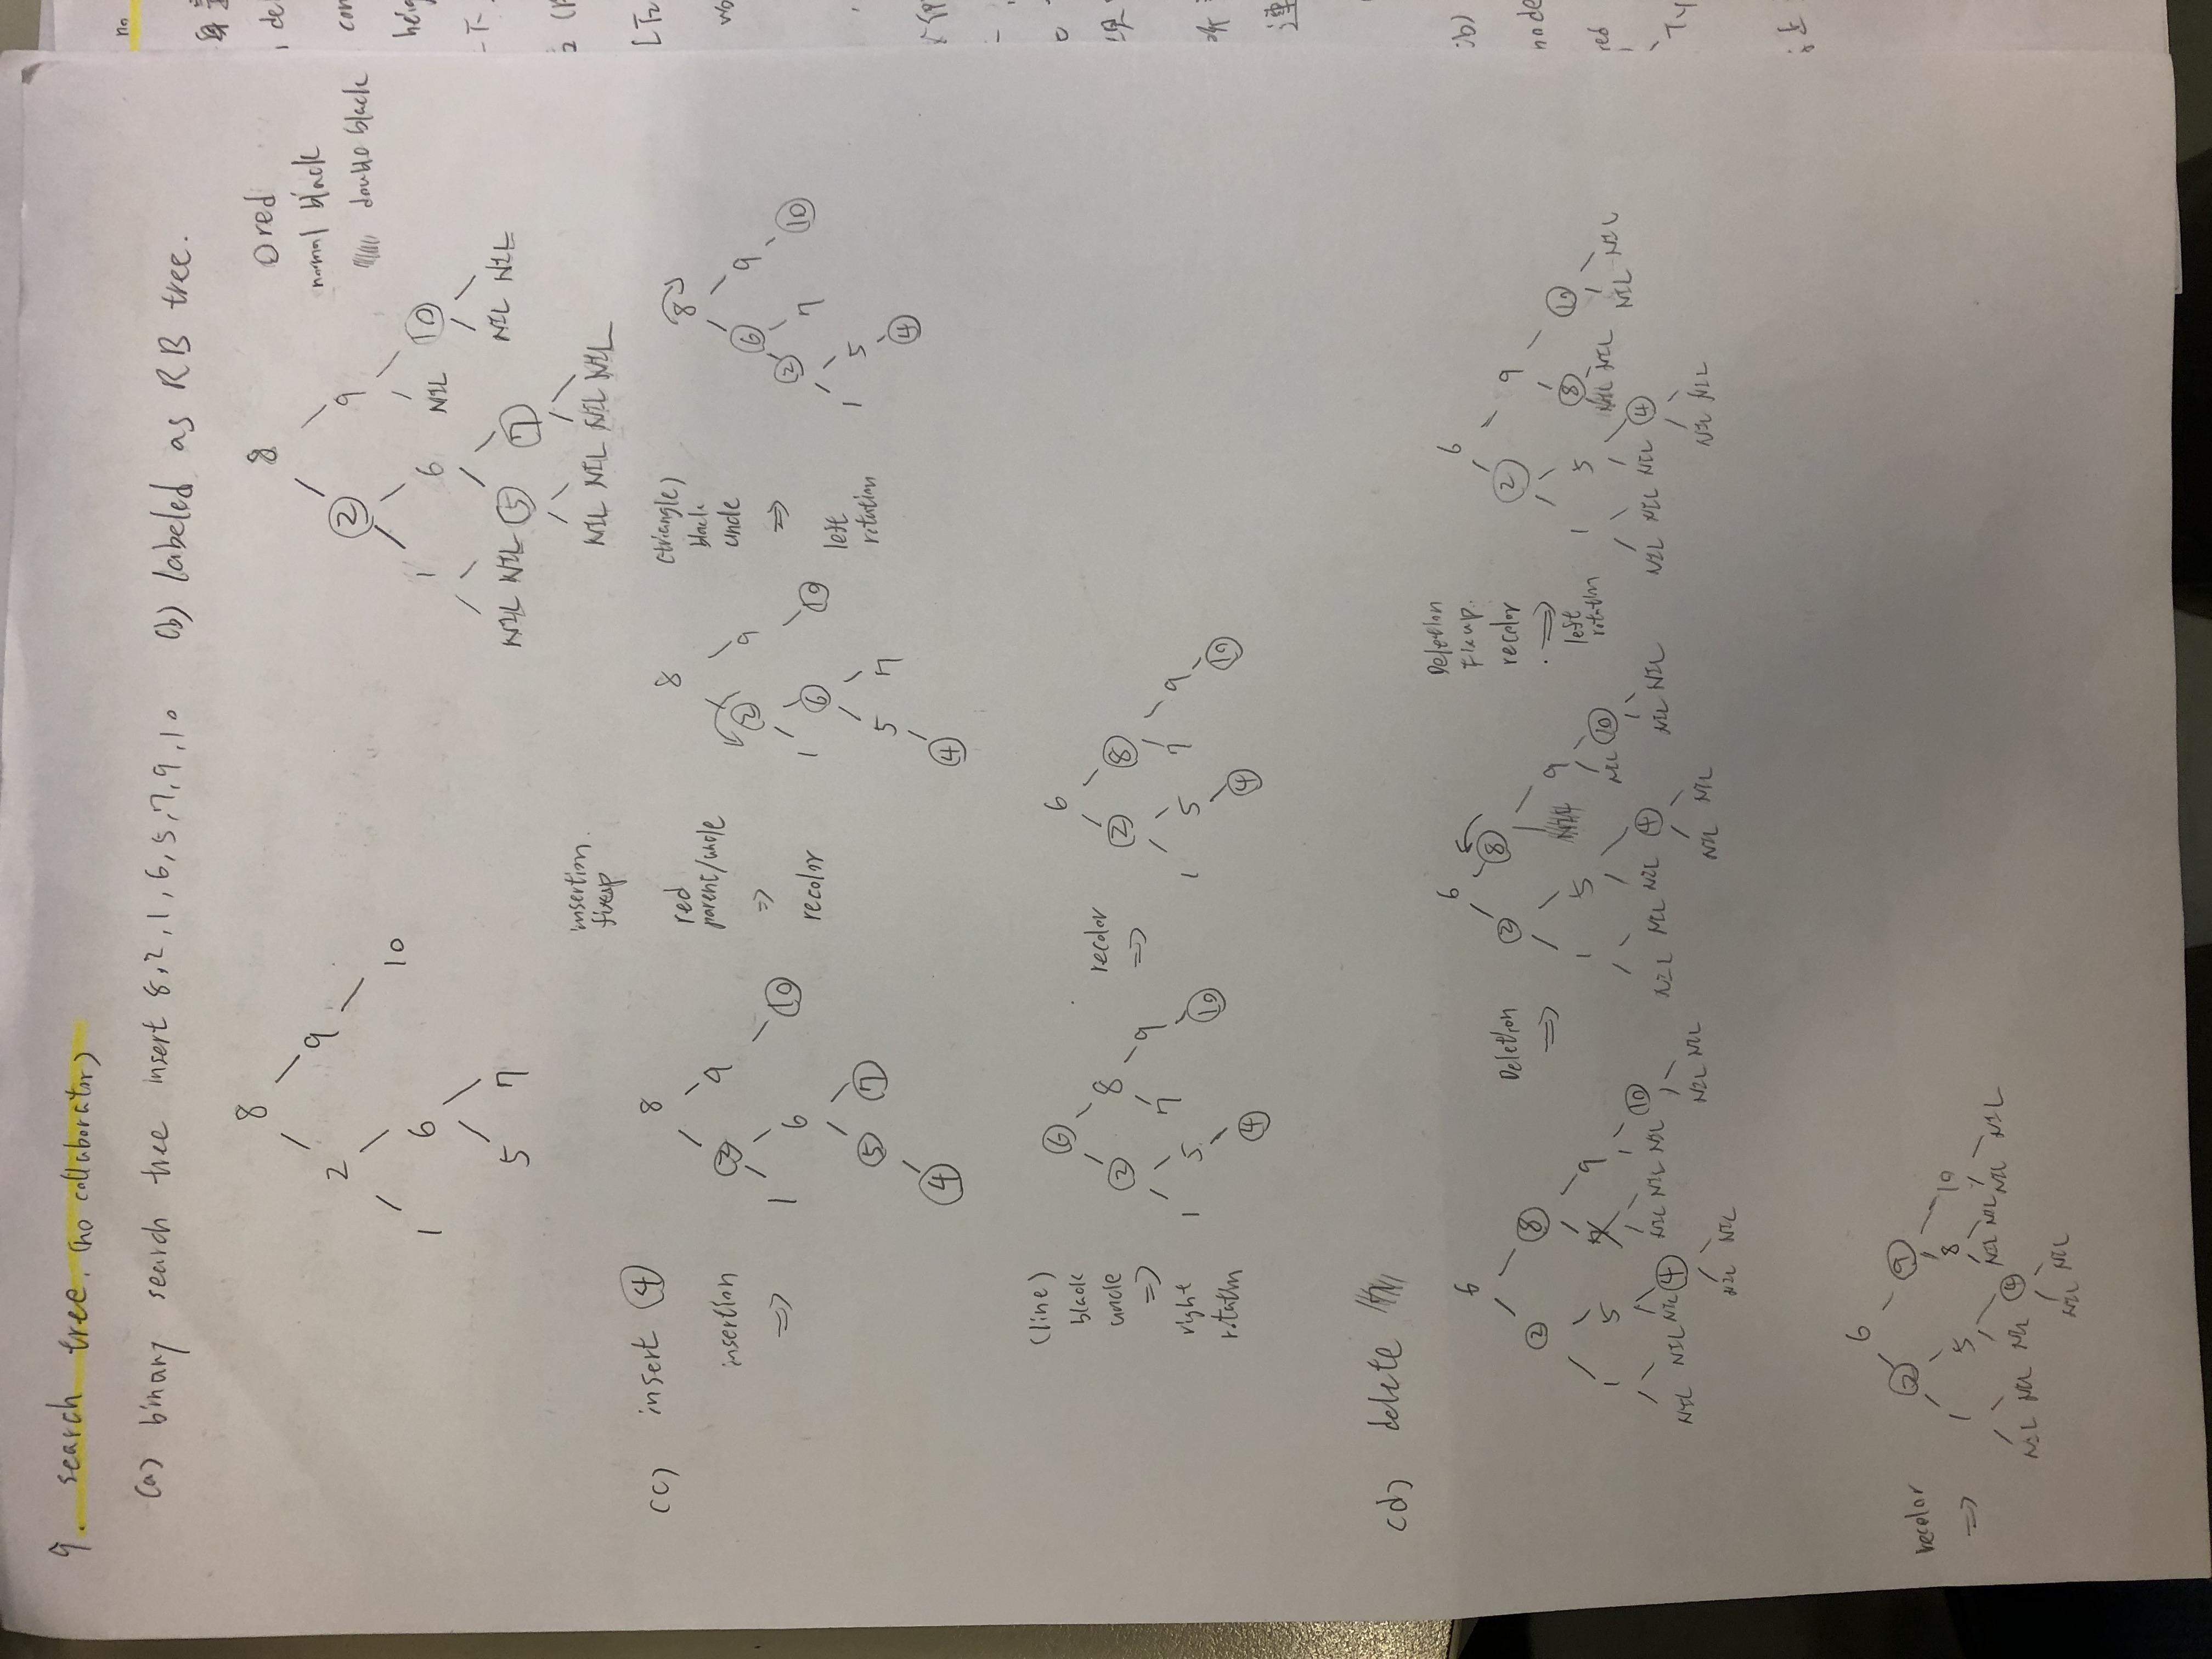 9. search tree. (no collaborator)
(a) binary search tree insert 8,2,1,6,5,7,9,10
8
2 9
1 6 10
5 7
(b) labeled as RB tree.
O red
normal black
double black
8
2 9
1 6 NIL 10
NIL NIL 5 7 NIL NIL
NIL NIL NIL NIL
(c) insert 4
insertion
⇒
8
2 9
1 6 10
5 7
4
insertion
fixup
red
parent/uncle
⇒
recolor
8
2 9
1 6 10
5 7
4
(triangle)
black
uncle
⇒
left
rotation
8
6 9
2 7 10
1 5
4
(line)
black
uncle
⇒
right
rotation
6
2 8
1 5 7 9
4 10
recolor
⇒
6
2 8
1 5 7 9
4 10
(d) delete
6
2 8
1 5 7 9
NIL NIL NIL 4 NIL NIL NIL 10
NIL NIL NIL NIL
Deletion
⇒
6
2 8
1 5 9
NIL NIL NIL 4 NIL 10
NIL NIL NIL NIL
Deletion
fixup.
recolor
⇒
left
rotation
6
2 9
1 5 8 10
NIL NIL NIL 4 NIL NIL NIL NIL
NIL NIL
recolor
⇒
6
2 9
1 5 8 10
NIL NIL NIL 4 NIL NIL NIL NIL
NIL NIL